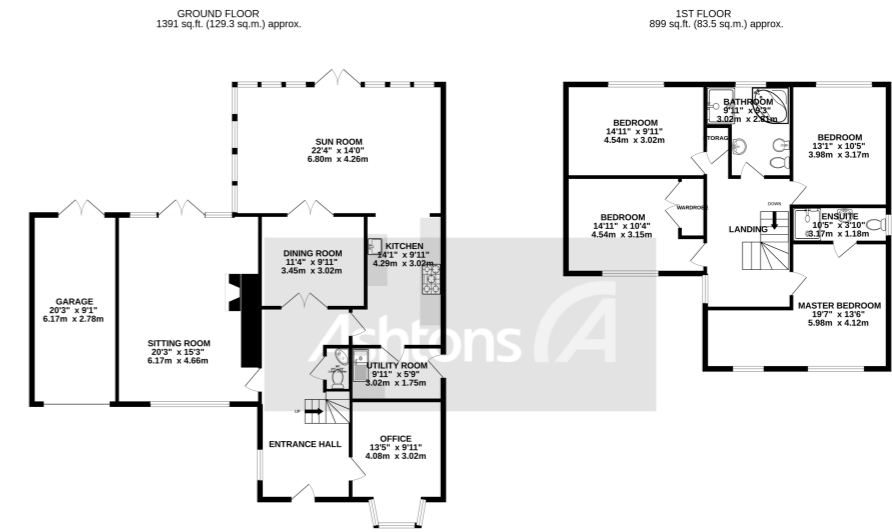 GROUND FLOOR
1391 sq.ft. (129.3 sq.m.) approx.
1ST FLOOR
899 sq.ft. (83.5 sq.m.) approx.
SUN ROOM
22'4" x 14'0"
6.80m x 4.26m
DINING ROOM
11'4" x 9'11"
3.45m x 3.02m
KITCHEN
14'1" x 9'11"
4.29m x 3.02m
GARAGE
20'3" x 9'1"
6.17m x 2.78m
SITTING ROOM
20'3" x 15'3"
6.17m x 4.66m
UTILITY ROOM
9'11" x 5'9"
3.02m x 1.75m
UP
ENTRANCE HALL
OFFICE
13'5" x 9'11"
4.08m x 3.02m
BEDROOM
14'11" x 9'11"
4.54m x 3.02m
BATHROOM
9'11" x 9'3"
3.02m x 2.81m
TORAG
BEDROOM
13'1" x 10'5"
3.98m x 3.17m
BEDROOM
14'11" x 10'4"
4.54m x 3.15m
WARDROBE
DOWN
LANDING
ENSUITE
10'5" x 3'10"
3.17m x 1.18m
MASTER BEDROOM
19'7" x 13'6"
5.98m x 4.12m
Ashtons